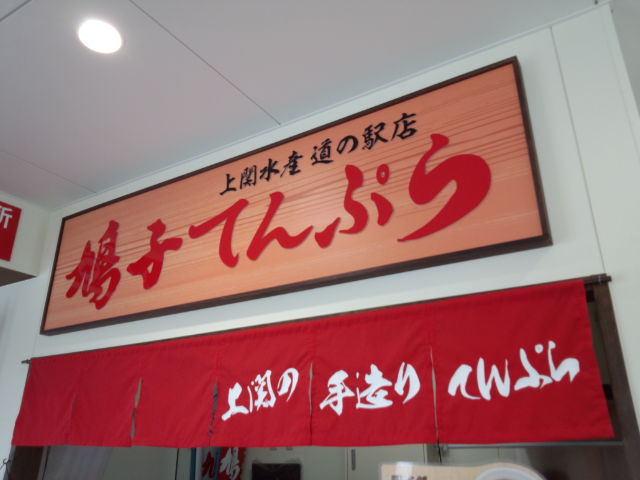 上関水産 道の駅店
鳩子てんぷら
所
上関の 手造り てんぷら